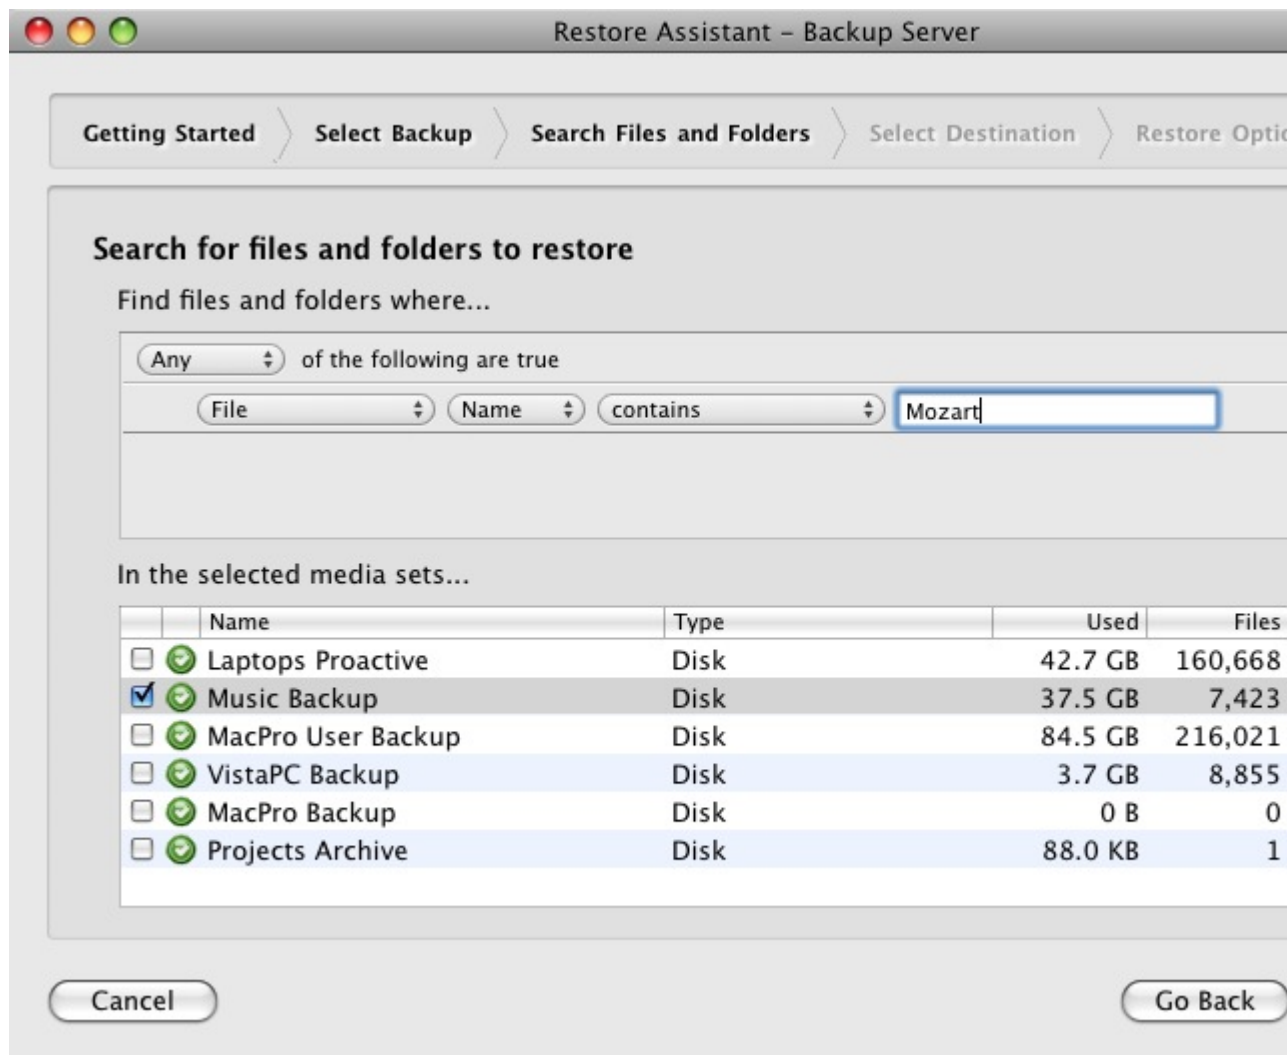 Restore Assistant – Backup Server
Getting Started Select Backup Search Files and Folders Select Destination Restore Optio
Search for files and folders to restore
Find files and folders where...
Any of the following are true
File Name contains Mozart
In the selected media sets...
Name Type Used Files
Laptops Proactive Disk 42.7 GB 160,668
Music Backup Disk 37.5 GB 7,423
MacPro User Backup Disk 84.5 GB 216,021
VistaPC Backup Disk 3.7 GB 8,855
MacPro Backup Disk 0 B 0
Projects Archive Disk 88.0 KB 1
Cancel Go Back